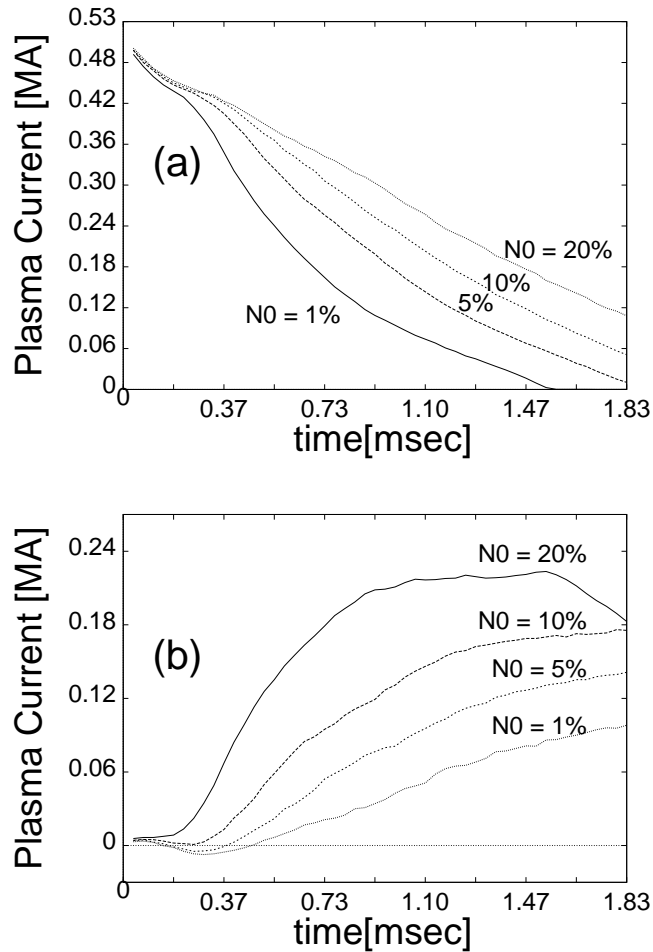 0.53
0.48
0.42
0.36
0.30
0.24
0.18
0.12
0.06
0
Plasma Current [MA]
(a)
N0 = 20%
10%
5%
N0 = 1%
0 0.37 0.73 1.10 1.47 1.83
time[msec]
0.24
0.18
0.12
0.06
0
Plasma Current [MA]
(b)
N0 = 20%
N0 = 10%
N0 = 5%
N0 = 1%
0 0.37 0.73 1.10 1.47 1.83
time[msec]